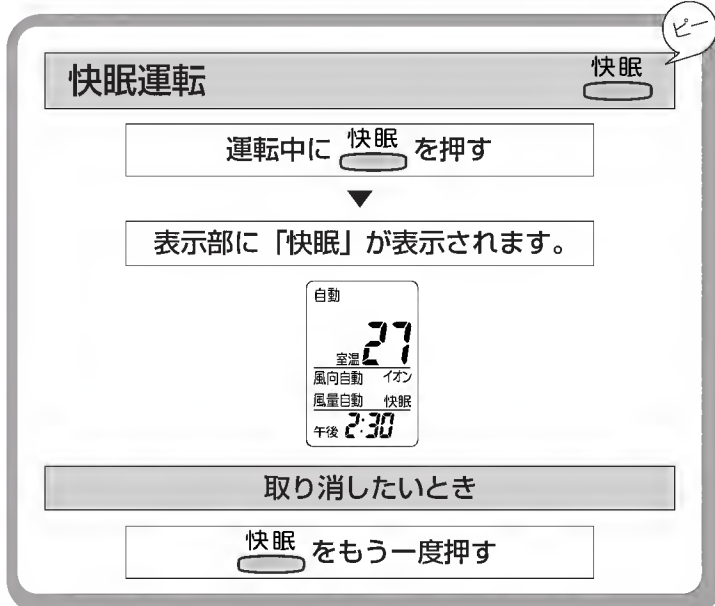 ピー
快眠運転
快眠
運転中に 快眠 を押す
表示部に「快眠」が表示されます。
自動
室温 27
風向自動 イオン
風量自動 快眠
午後 2:30
取り消したいとき
快眠 をもう一度押す